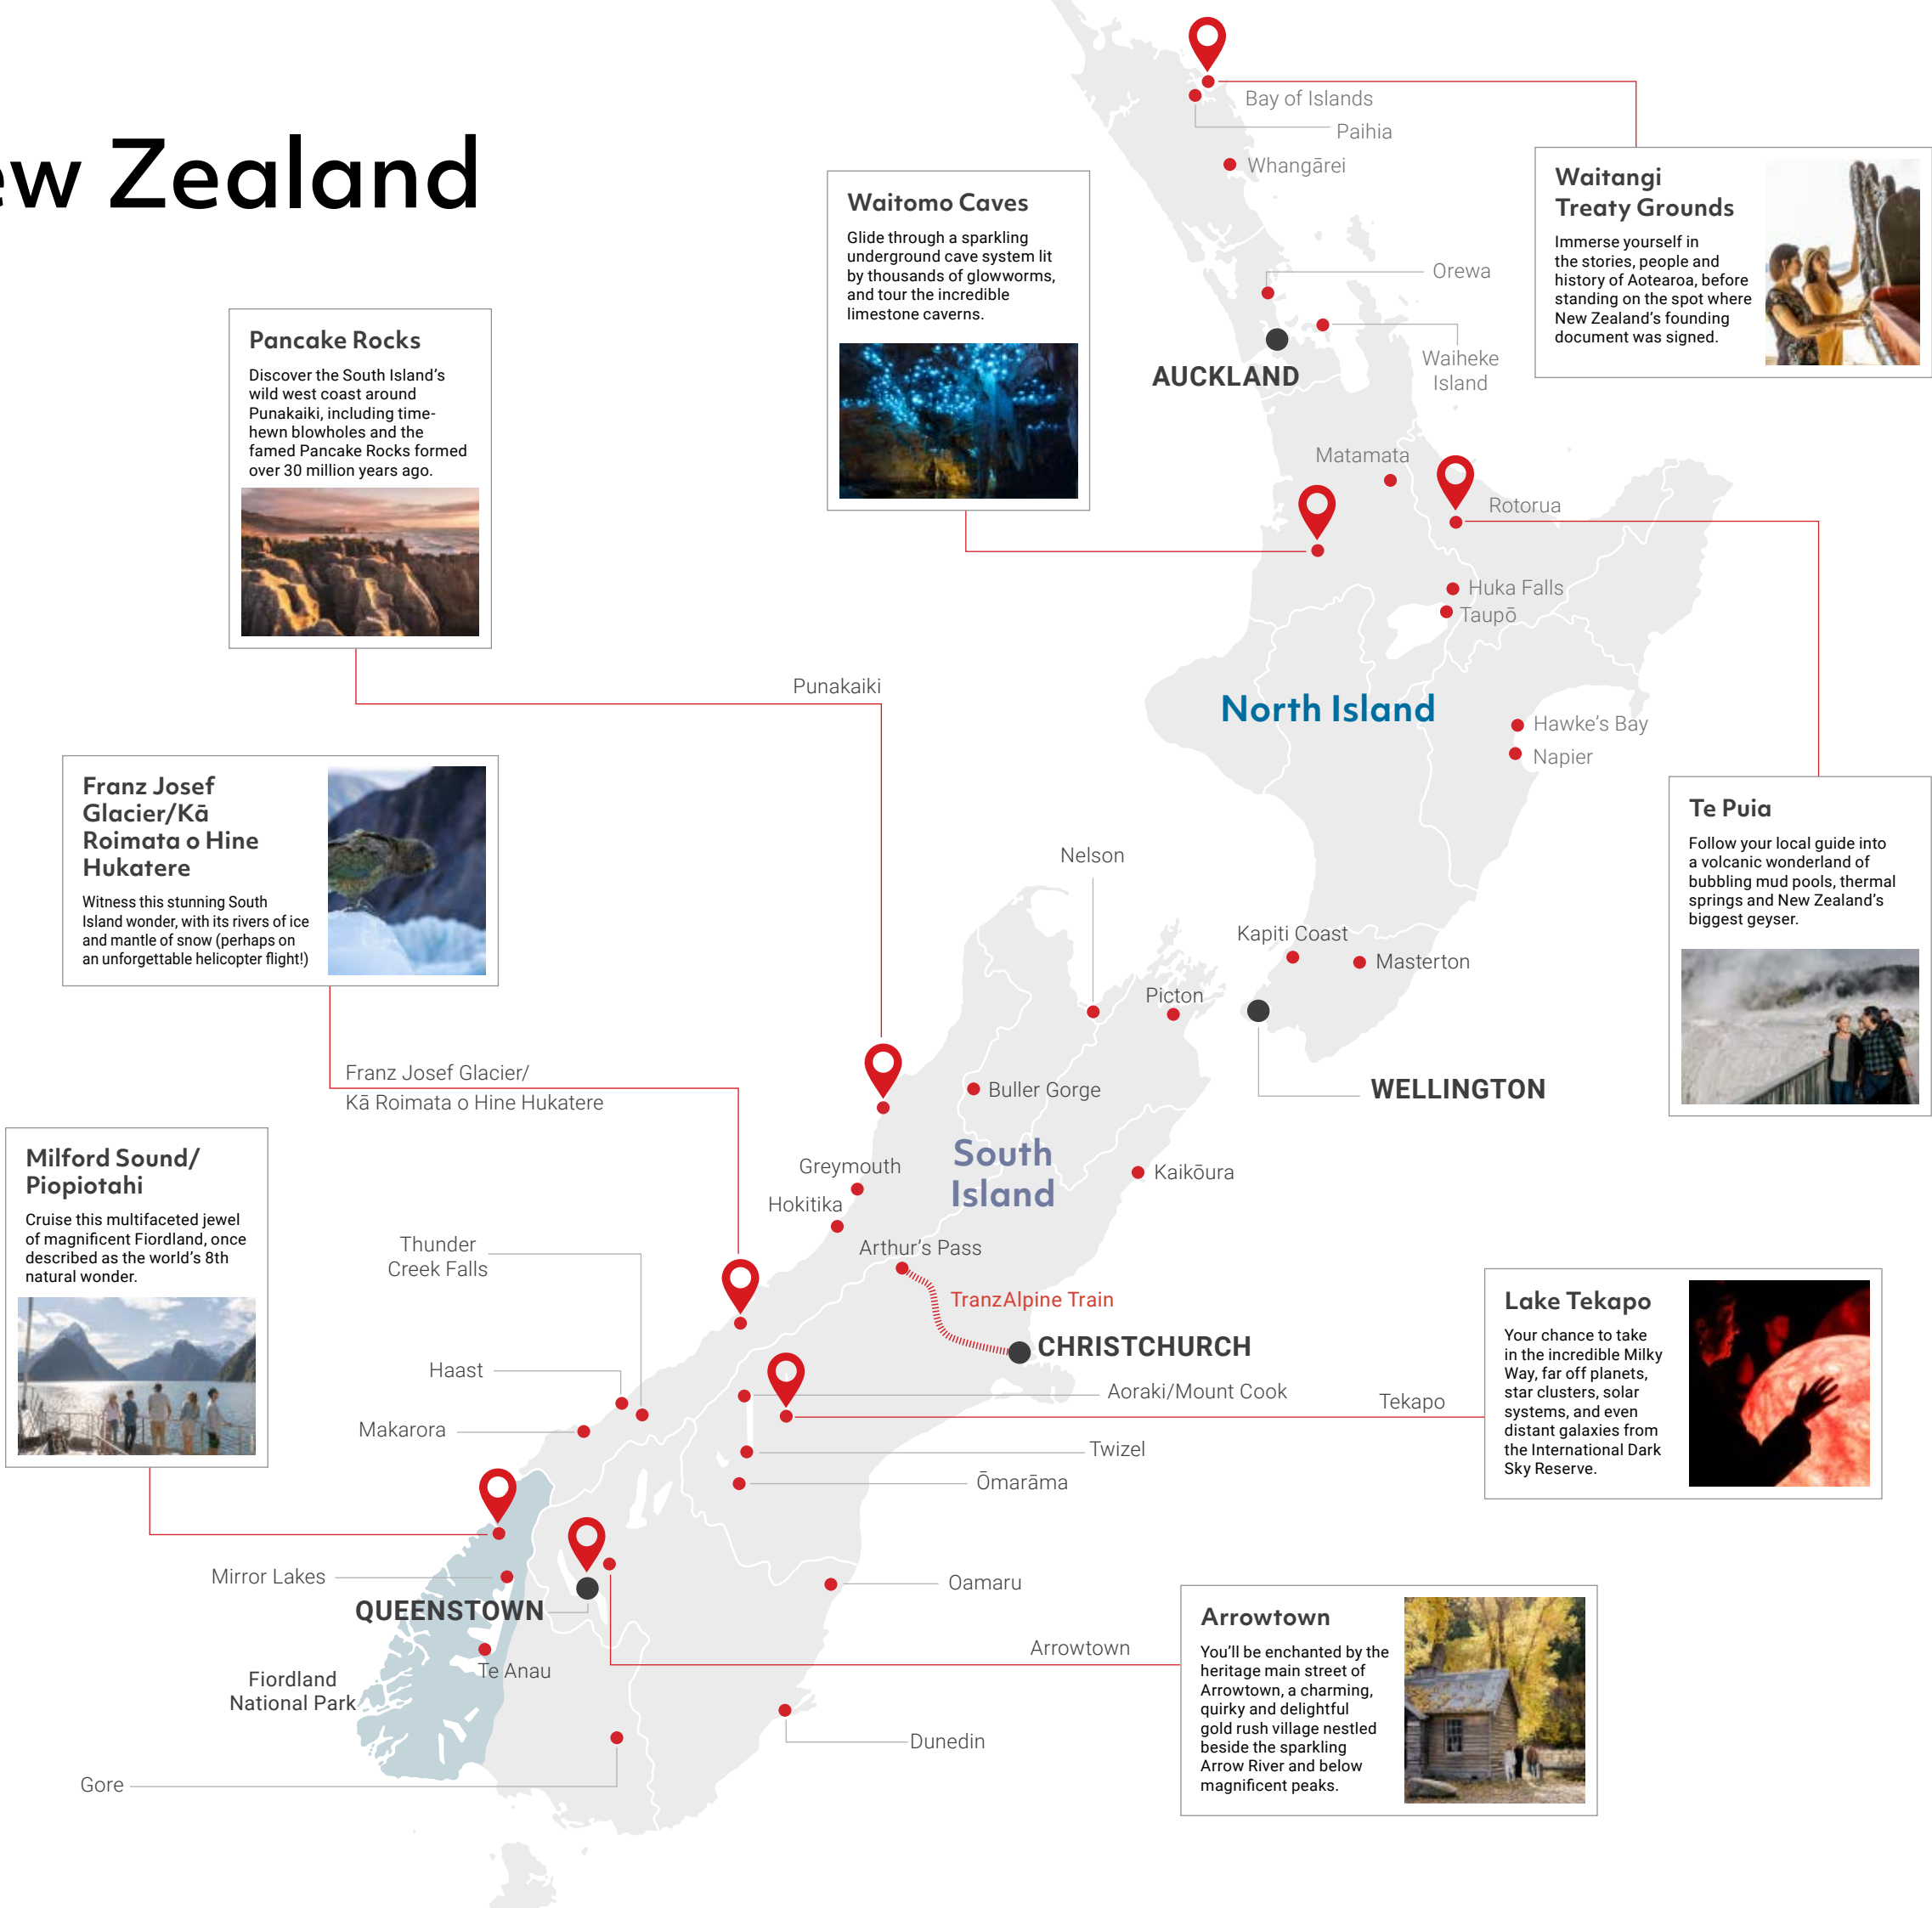 ew Zealand
Bay of Islands
Paihia
Whangārei
Waitangi
Treaty Grounds
Immerse yourself in
the stories, people and
history of Aotearoa, before
standing on the spot where
New Zealand's founding
document was signed.
Waitomo Caves
Glide through a sparkling
underground cave system lit
by thousands of glowworms,
and tour the incredible
limestone caverns.
Orewa
Waiheke
Island
AUCKLAND
Pancake Rocks
Discover the South Island's
wild west coast around
Punakaiki, including time-
hewn blowholes and the
famed Pancake Rocks formed
over 30 million years ago.
Matamata
Rotorua
Huka Falls
Taupō
Punakaiki
North Island
Hawke's Bay
Napier
Franz Josef
Glacier/Kā
Roimata o Hine
Hukatere
Witness this stunning South
Island wonder, with its rivers of ice
and mantle of snow (perhaps on
an unforgettable helicopter flight!)
Te Puia
Follow your local guide into
a volcanic wonderland of
bubbling mud pools, thermal
springs and New Zealand's
biggest geyser.
Nelson
Kapiti Coast
Masterton
Picton
Franz Josef Glacier/
Kā Roimata o Hine Hukatere
Buller Gorge
WELLINGTON
Milford Sound/
Piopiotahi
Cruise this multifaceted jewel
of magnificent Fiordland, once
described as the world's 8th
natural wonder.
South
Island
Greymouth
Kaikōura
Hokitika
Arthur's Pass
Thunder
Creek Falls
TranzAlpine Train
CHRISTCHURCH
Lake Tekapo
Your chance to take
in the incredible Milky
Way, far off planets,
star clusters, solar
systems, and even
distant galaxies from
the International Dark
Sky Reserve.
Haast
Aoraki/Mount Cook
Tekapo
Makarora
Twizel
Ōmarāma
Mirror Lakes
Oamaru
QUEENSTOWN
Arrowtown
You'll be enchanted by the
heritage main street of
Arrowtown, a charming,
quirky and delightful
gold rush village nestled
beside the sparkling
Arrow River and below
magnificent peaks.
Arrowtown
Te Anau
Fiordland
National Park
Dunedin
Gore